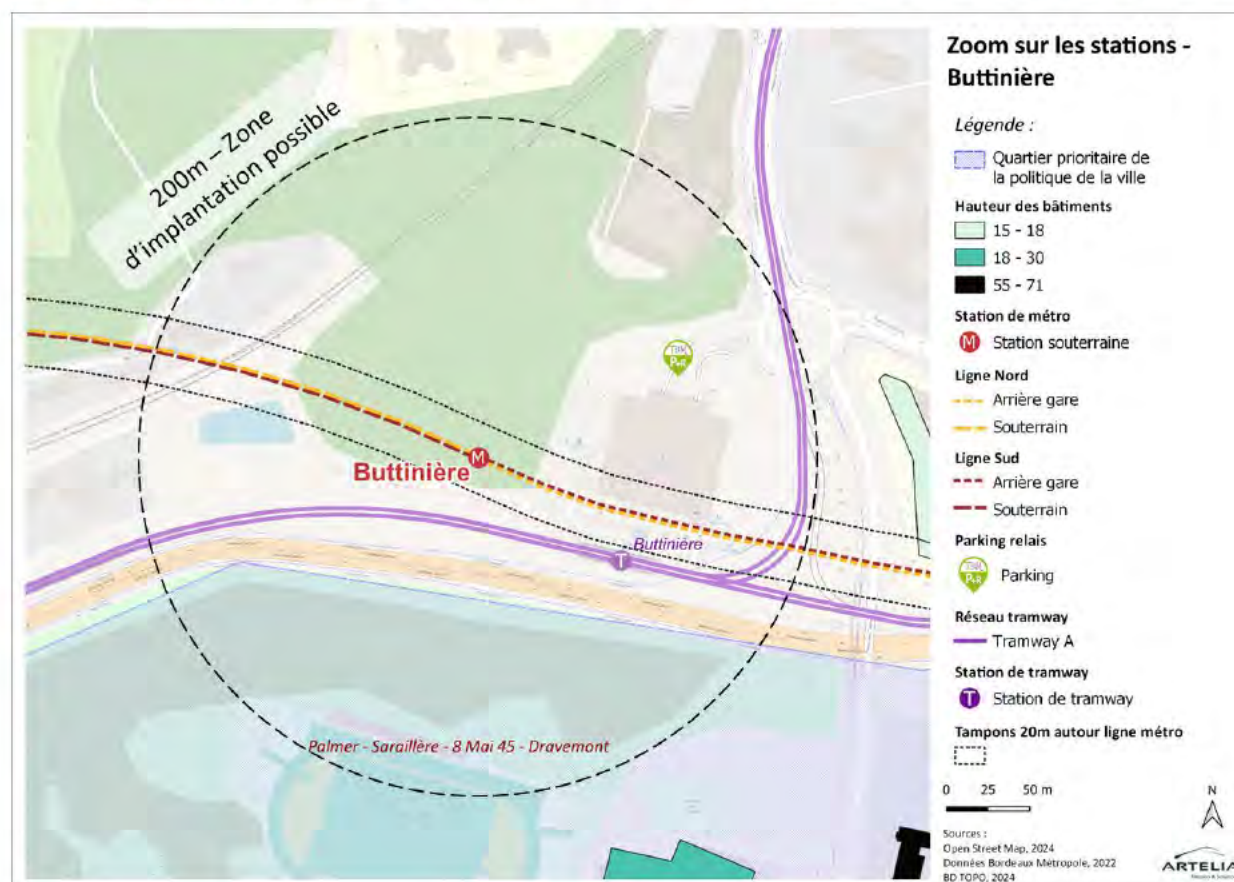 200m – Zone
d'implantation possible
P+R
M
Buttinière
Buttinière
T
Palmer - Saraillère - 8 Mai 45 - Dravemont
Zoom sur les stations -
Buttinière
Légende :
Quartier prioritaire de
la politique de la ville
Hauteur des bâtiments
15 - 18
18 - 30
55 - 71
Station de métro
M Station souterraine
Ligne Nord
Arrière gare
Souterrain
Ligne Sud
Arrière gare
Souterrain
Parking relais
P+R Parking
Réseau tramway
Tramway A
Station de tramway
T Station de tramway
Tampons 20m autour ligne métro
0 25 50 m
N
Sources :
Open Street Map, 2024
Données Bordeaux Métropole, 2022
BD TOPO, 2024
ARTELIA